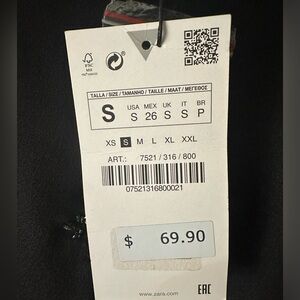 FSC
MIX
TALLA / SIZE / TAMANHO / TAILLE / MAAT / ΜΕΓΕΘΟΣ
S
USA MEX UK IT BR
S 26 S S P
XS S M L XL XXL
ART.: 7521 / 316 / 800
07521316800021
$ 69.90
www.zara.com
EAC